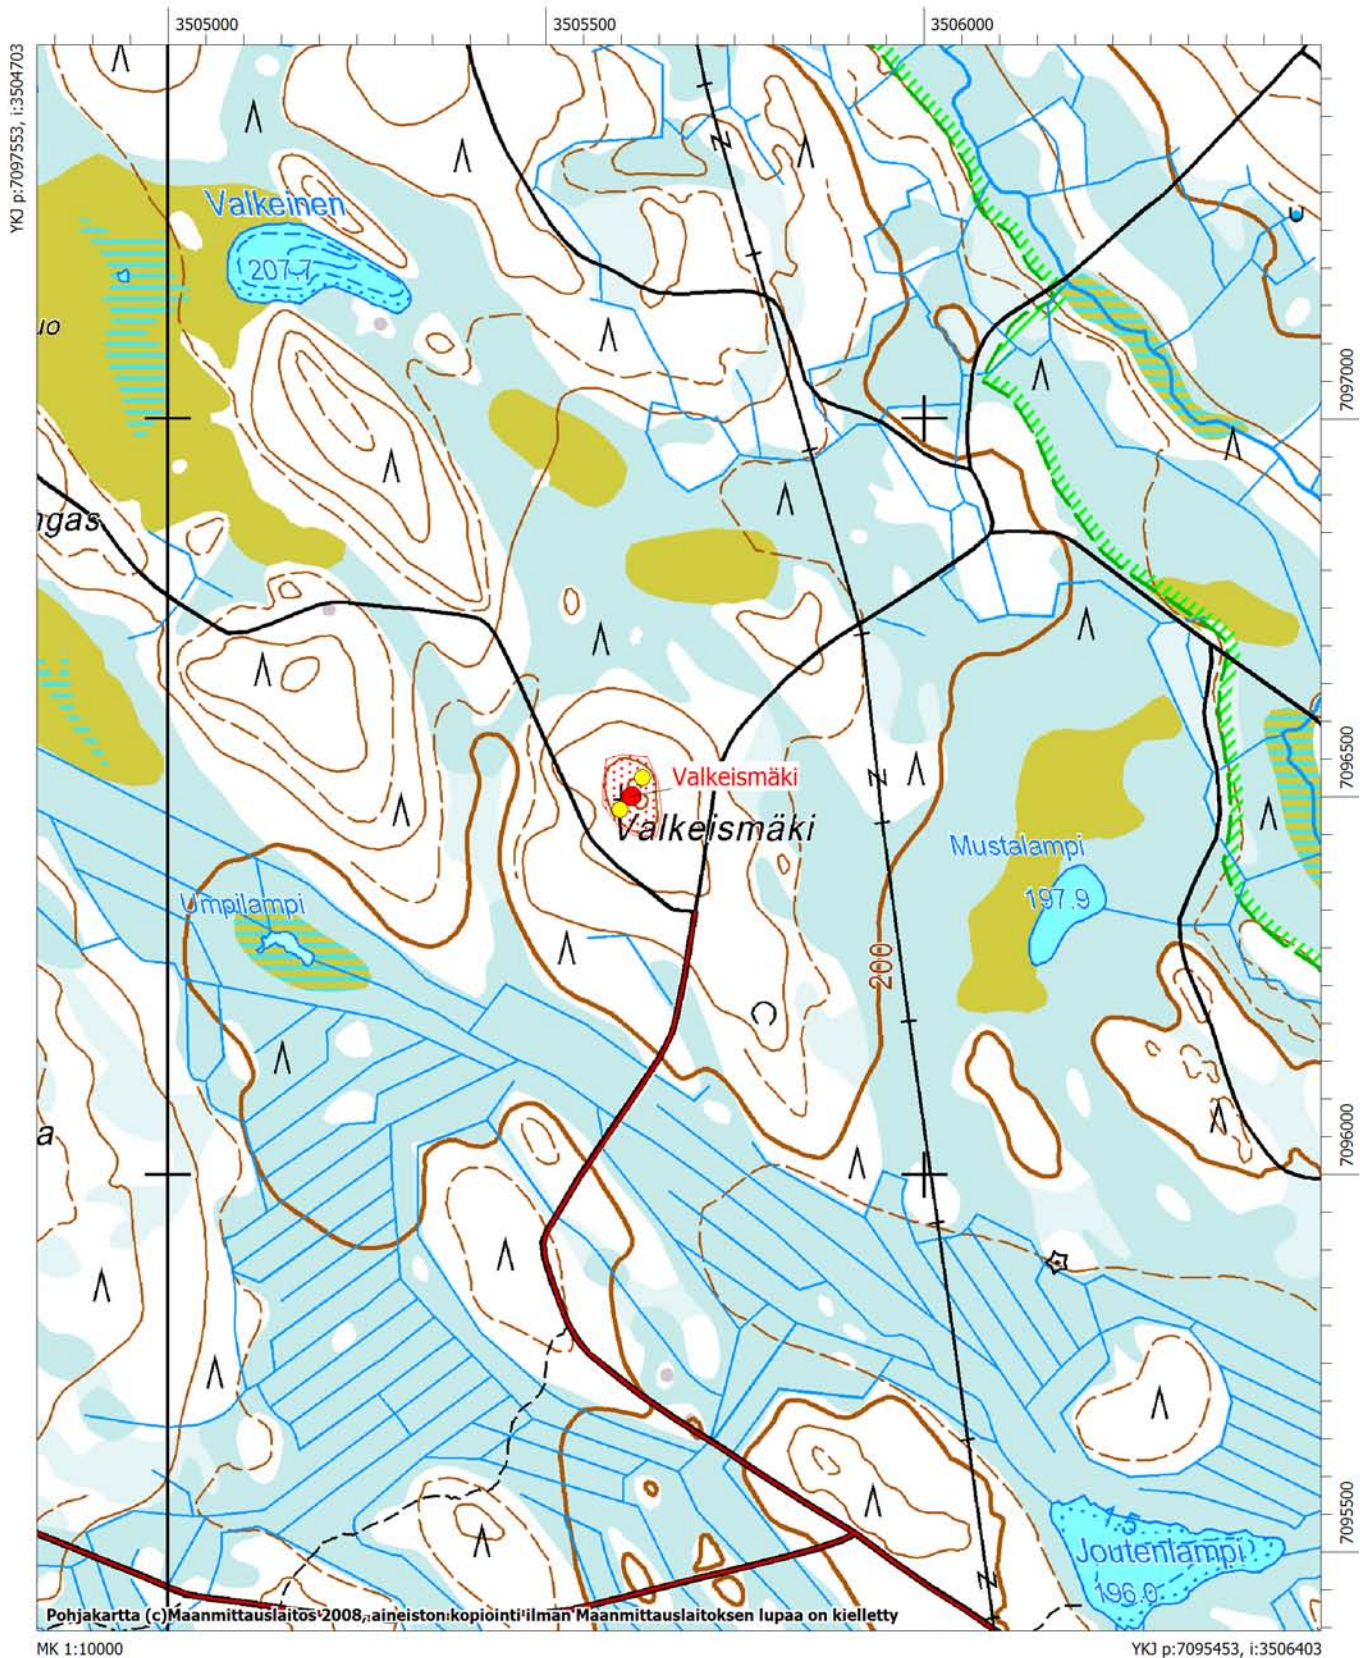 3505000 3505500 3506000
YKJ p:7097553, i:3504703
Valkeinen
207.7
uo
7097000
ngas
7096500
Valkeismäki
Valkeismäki
Mustalampi
197.9
Umpilampi
200
a
7096000
7095500
1.5
Joutenlampi
196.0
Pohjakartta (c)Maanmittauslaitos 2008, aineiston kopiointi ilman Maanmittauslaitoksen lupaa on kielletty
MK 1:10000
YKJ p:7095453, i:3506403